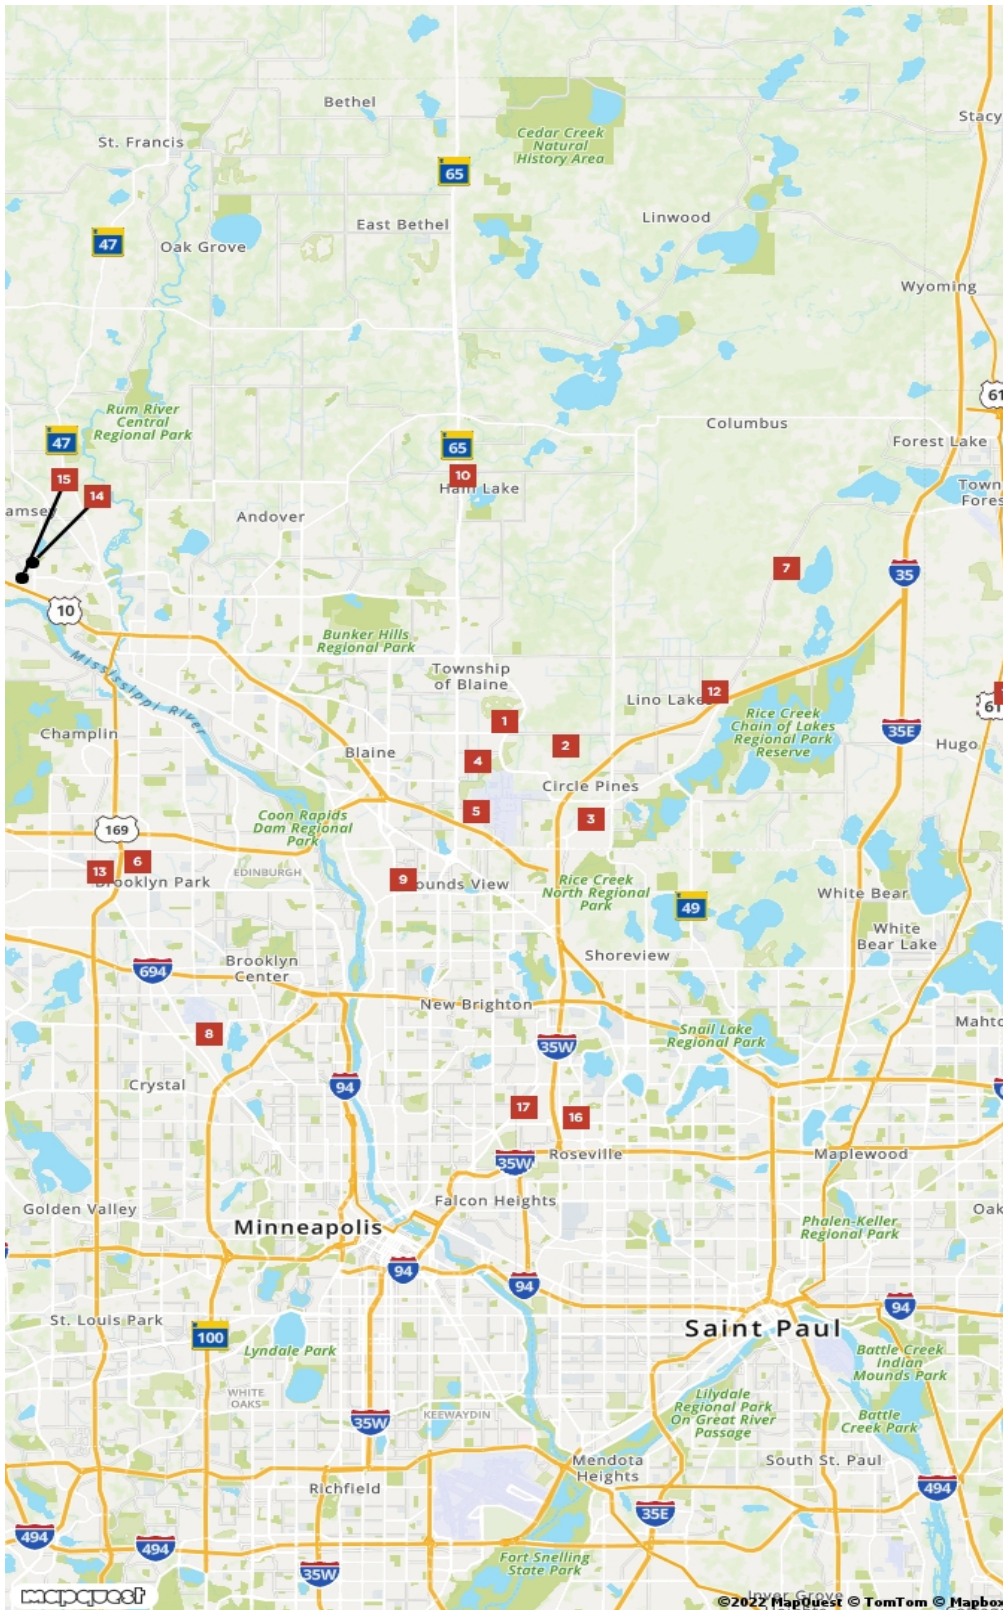 Bethel
Stacy
St. Francis
Cedar Creek
Natural
History Area
65
Linwood
East Bethel
47
Oak Grove
Wyoming
61
Rum River
Central
Regional Park
Columbus
47
65
Forest Lake
10
15
Ham Lake
14
Andover
7
35
10
Bunker Hills
Regional Park
Mississippi River
Township
of Blaine
12
Rice Creek
Chain of Lakes
Regional Park
Reserve
61
1
35E
Champlin
Hugo
2
Blaine
4
Circle Pines
5
3
Coon Rapids
Dam Regional
Park
169
6
13
Brooklyn Park
EDINBURGH
9
Rice Creek
North Regional
Park
White Bear
49
White
Bear Lake
Shoreview
Brooklyn
Center
694
New Brighton
Snail Lake
Regional Park
8
35W
Crystal
94
17
16
Roseville
Maplewood
35W
Golden Valley
Falcon Heights
Minneapolis
Phalen-Keller
Regional Park
94
94
94
St. Louis Park
100
Saint Paul
Lyndale Park
Battle Creek
Indian
Mounds Park
WHITE
OAKS
KEEWAYDIN
Lilydale
Regional Park
On Great River
Passage
Battle
Creek Park
35W
Mendota
Heights
South St. Paul
Richfield
494
35E
494
494
35W
Fort Snelling
State Park
mapquest
©2022 MapQuest © TomTom © Mapbox